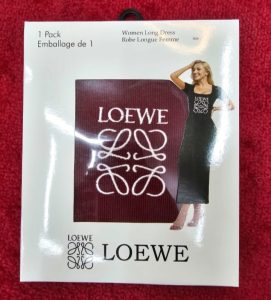 1 Pack
Emballage de 1
Women Long Dress
Robe Longue Femme
LOEWE
LOEWE
LOEWE